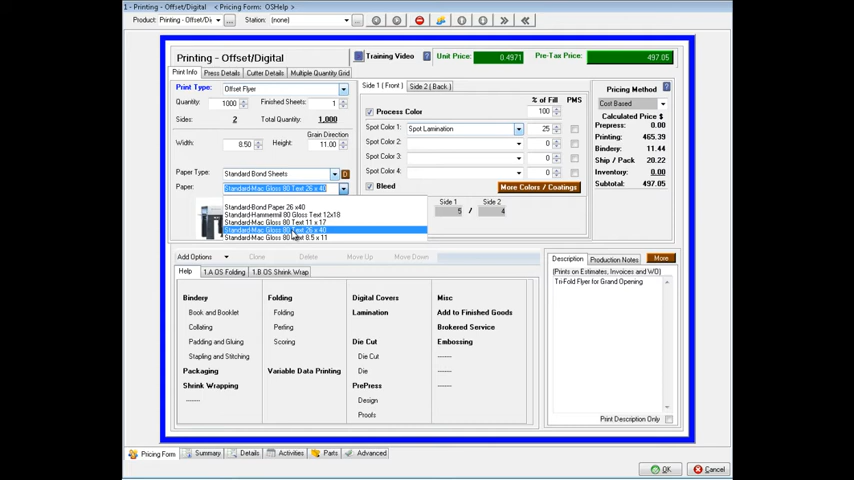 1 - Printing - Offset/Digital < Pricing Form: OSHelp >
Product: Printing - Offset/Dig ... Station: (none) ...
Printing - Offset/Digital Training Video ? Unit Price: 0.4971 Pre-Tax Price: 497.05
Print Info Press Details Cutter Details Multiple Quantity Grid
Side 1 ( Front ) Side 2 ( Back )
Print Type: Offset Flyer
Quantity: 1000 Finished Sheets: 1
Sides: 2 Total Quantity: 1,000
Grain Direction
Width: 8.50 Height: 11.00
Paper Type: Standard Bond Sheets D
Paper: Standard-Mac Gloss 80 Text 26 x 40
Standard-Bond Paper 26 x40
Standard-Hammermil 80 Gloss Text 12x18
Standard-Mac Gloss 80 Text 11 x 17
Standard-Mac Gloss 80 Text 26 x 40
Standard-Mac Gloss 80 Text 8.5 x 11
% of Fill PMS
Process Color 100
Spot Color 1: Spot Lamination 25
Spot Color 2: 0
Spot Color 3: 0
Spot Color 4: 0
Bleed More Colors / Coatings
Side 1 Side 2
5 / 4
Pricing Method ?
Cost Based
Calculated Price $
Prepress: 0.00
Printing: 465.39
Bindery: 11.44
Ship / Pack 20.22
Inventory: 0.00
Subtotal: 497.05
Add Options Clone Delete Move Up Move Down
Help 1.A OS Folding 1.B OS Shrink Wrap
Bindery
Book and Booklet
Collating
Padding and Gluing
Stapling and Stitching
Packaging
Shrink Wrapping
-------
Folding
Folding
Perfing
Scoring
Variable Data Printing
Digital Covers
Lamination
Die Cut
Die Cut
Die
PrePress
Design
Proofs
Misc
Add to Finished Goods
Brokered Service
Embossing
-------
-------
-------
Description Production Notes More
(Prints on Estimates, Invoices and WO)
Tri-Fold Flyer for Grand Opening
Print Description Only
Pricing Form Summary Details Activities Parts Advanced
OK Cancel